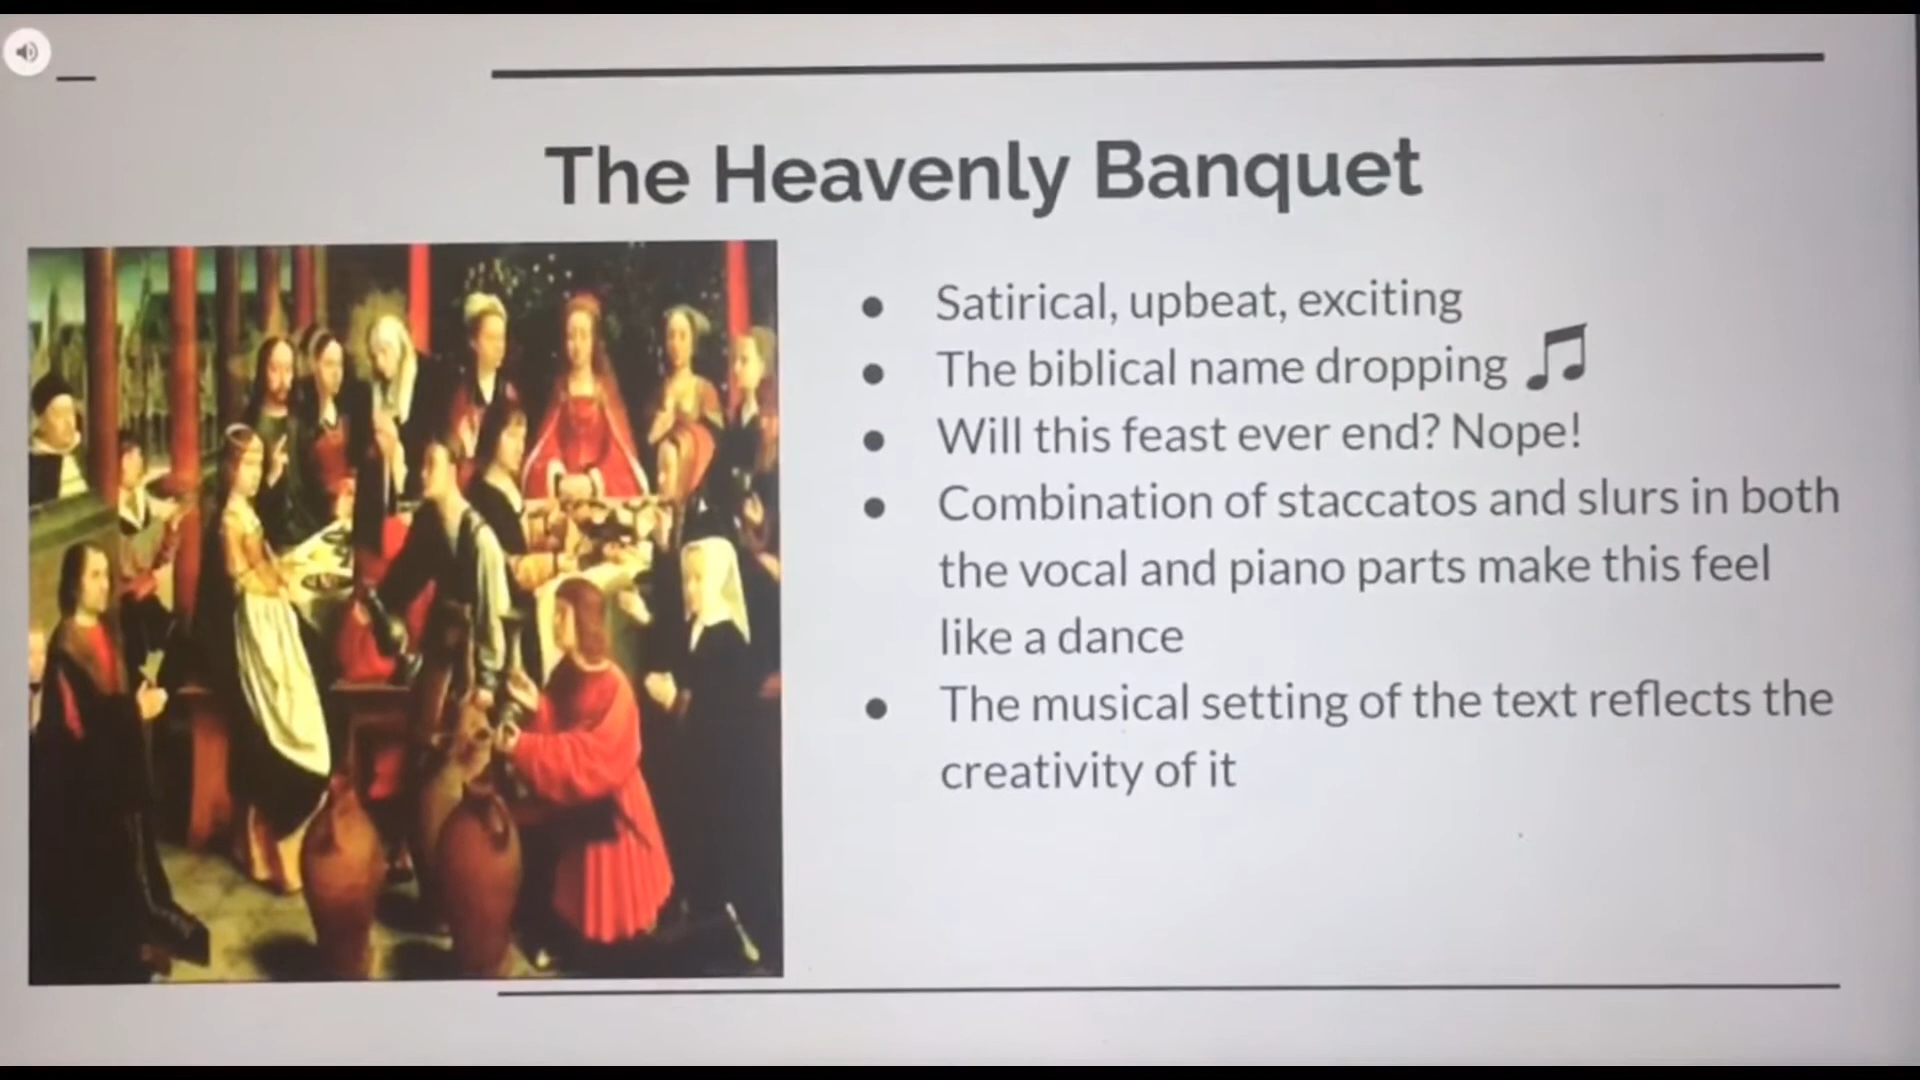 The Heavenly Banquet
● Satirical, upbeat, exciting
● The biblical name dropping
● Will this feast ever end? Nope!
● Combination of staccatos and slurs in both
the vocal and piano parts make this feel
like a dance
● The musical setting of the text reflects the
creativity of it